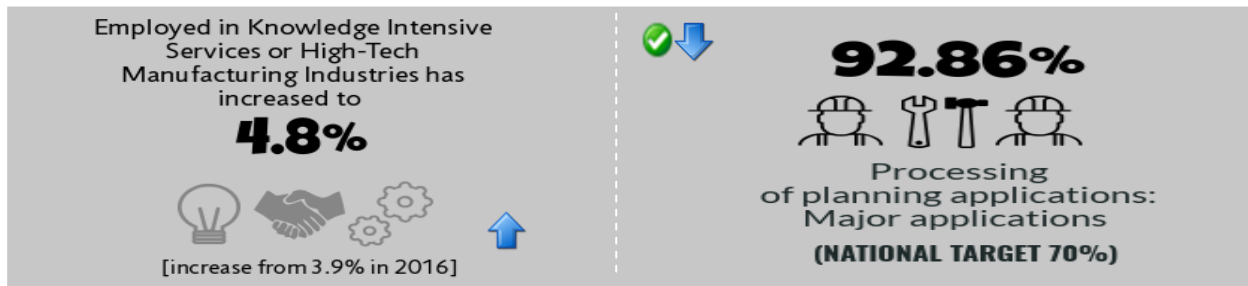 Employed in Knowledge Intensive
Services or High-Tech
Manufacturing Industries has
increased to
4.8%
[increase from 3.9% in 2016]
92.86%
Processing
of planning applications:
Major applications
(NATIONAL TARGET 70%)